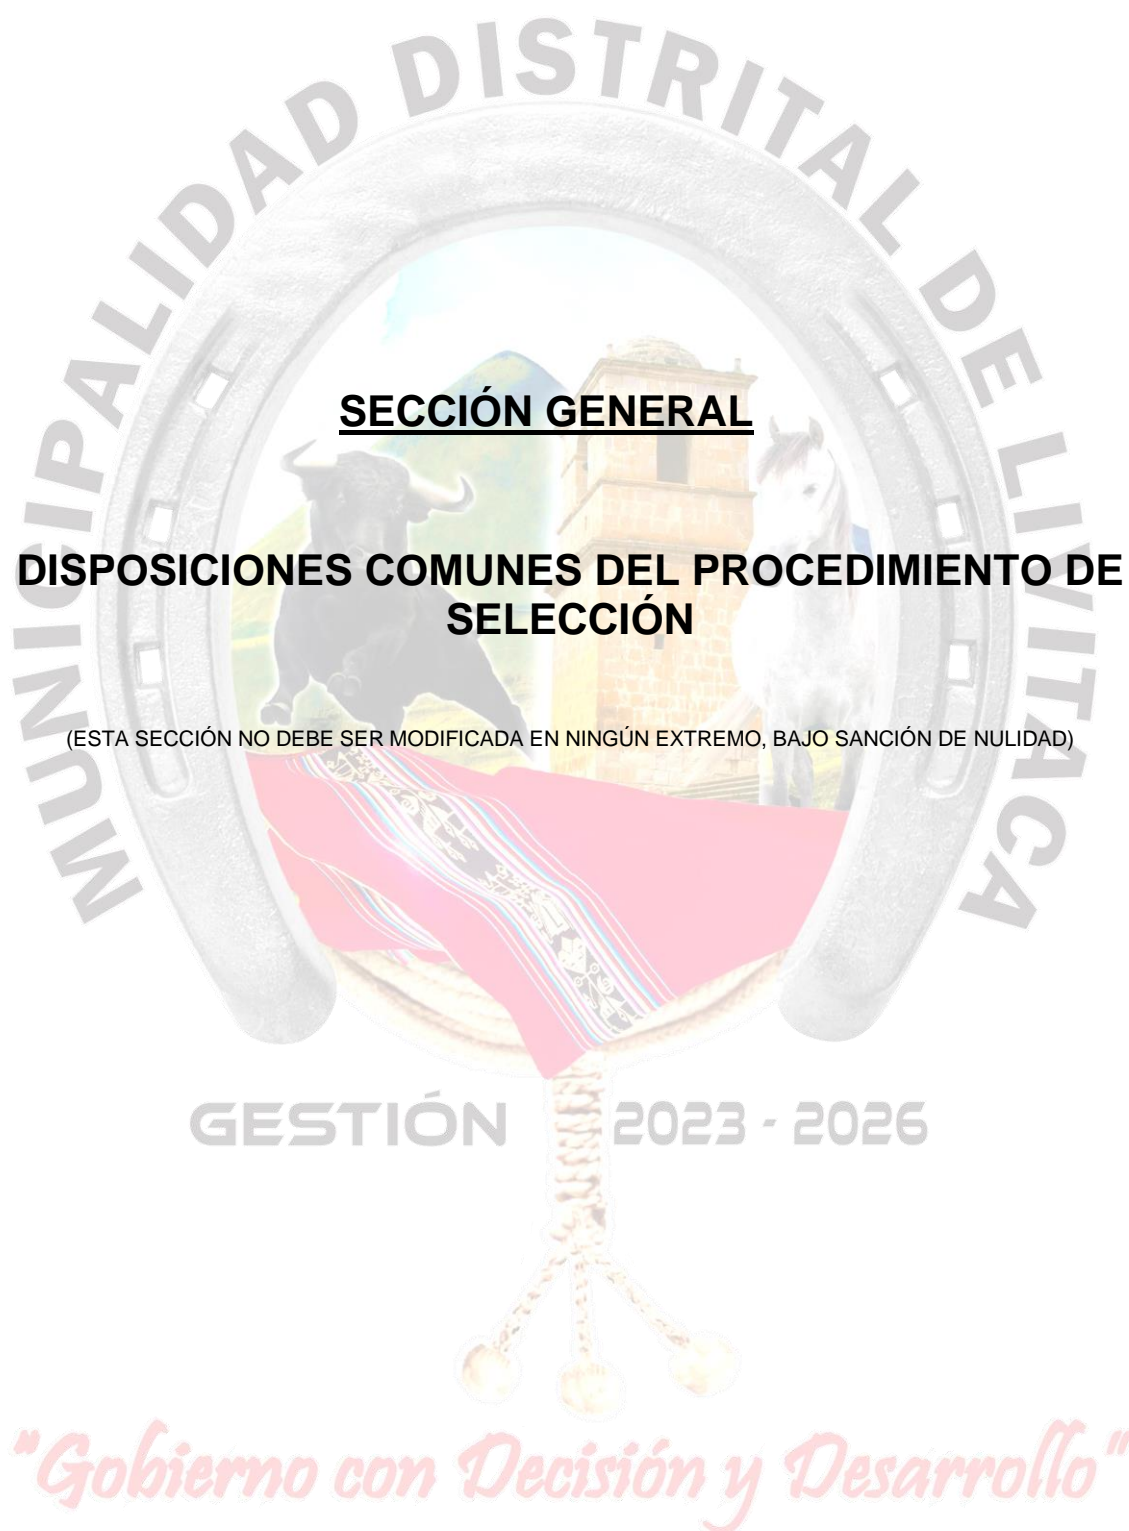 MUNICIPALIDAD DISTRITAL DE LIVITACA
SECCIÓN GENERAL
DISPOSICIONES COMUNES DEL PROCEDIMIENTO DE
SELECCIÓN
(ESTA SECCIÓN NO DEBE SER MODIFICADA EN NINGÚN EXTREMO, BAJO SANCIÓN DE NULIDAD)
GESTIÓN 2023 - 2026
"Gobierno con Decisión y Desarrollo"